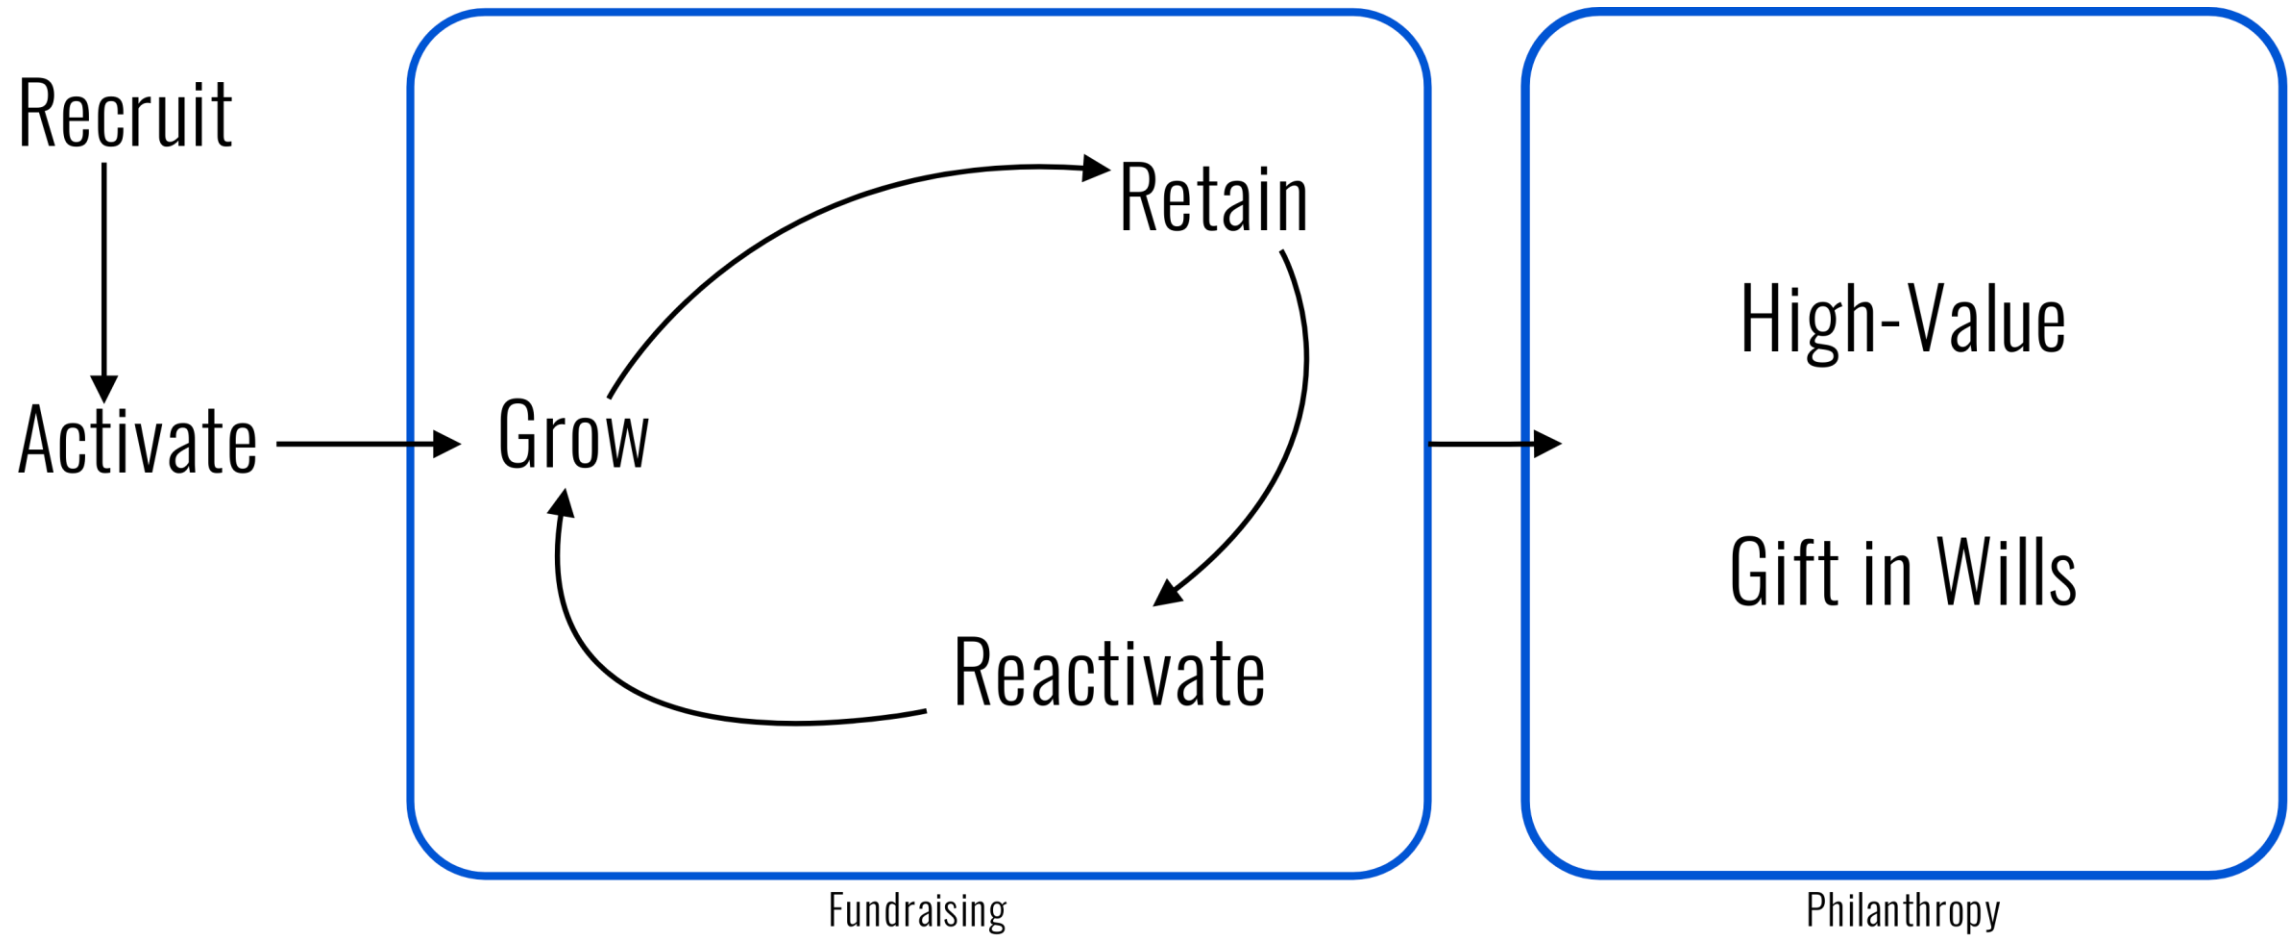 Recruit
Activate
Grow
Retain
Reactivate
Fundraising
High-Value
Gift in Wills
Philanthropy